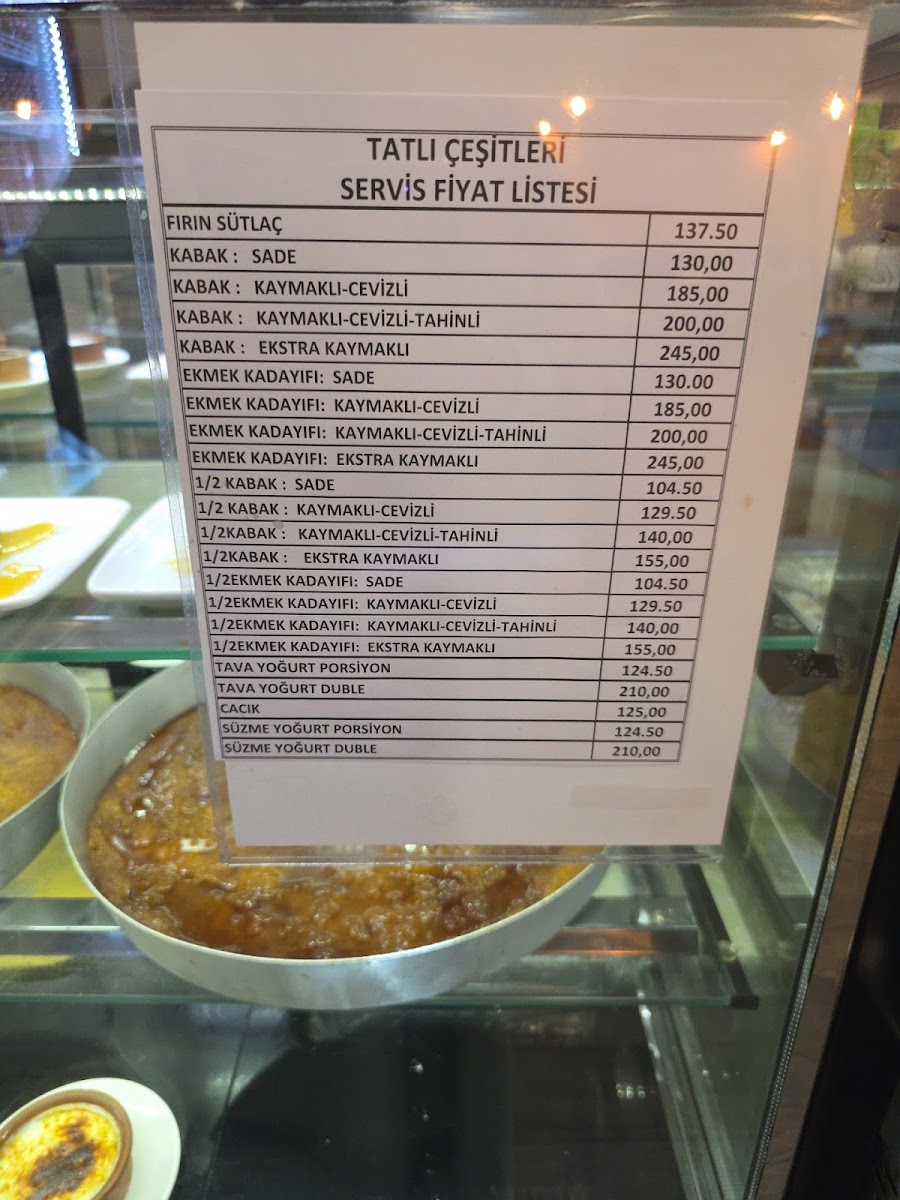 TATLI ÇEŞİTLERİ
SERVİS FİYAT LİSTESİ
FIRIN SÜTLAÇ 137.50
KABAK : SADE 130,00
KABAK : KAYMAKLI-CEVİZLİ 185,00
KABAK : KAYMAKLI-CEVİZLİ-TAHİNLİ 200,00
KABAK : EKSTRA KAYMAKLI 245,00
EKMEK KADAYIFI: SADE 130.00
EKMEK KADAYIFI: KAYMAKLI-CEVİZLİ 185,00
EKMEK KADAYIFI: KAYMAKLI-CEVİZLİ-TAHİNLİ 200,00
EKMEK KADAYIFI: EKSTRA KAYMAKLI 245,00
1/2 KABAK : SADE 104.50
1/2 KABAK : KAYMAKLI-CEVİZLİ 129.50
1/2KABAK : KAYMAKLI-CEVİZLİ-TAHİNLİ 140,00
1/2KABAK : EKSTRA KAYMAKLI 155,00
1/2EKMEK KADAYIFI: SADE 104.50
1/2EKMEK KADAYIFI: KAYMAKLI-CEVİZLİ 129.50
1/2EKMEK KADAYIFI: KAYMAKLI-CEVİZLİ-TAHİNLİ 140,00
1/2EKMEK KADAYIFI: EKSTRA KAYMAKLI 155,00
TAVA YOĞURT PORSİYON 124.50
TAVA YOĞURT DUBLE 210,00
CACIK 125,00
SÜZME YOĞURT PORSİYON 124.50
SÜZME YOĞURT DUBLE 210,00